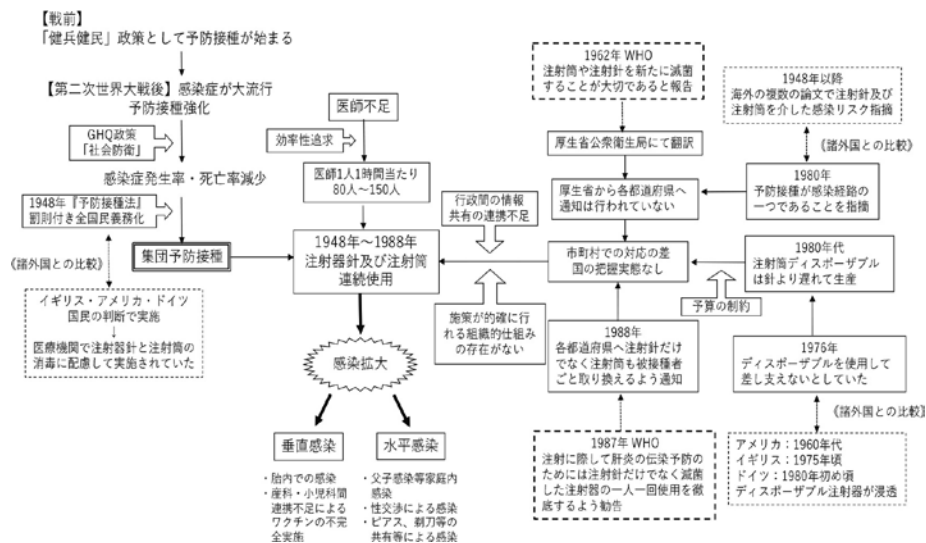 【戦前】
「健兵健民」政策として予防接種が始まる
【第二次世界大戦後】感染症が大流行
予防接種強化
GHQ政策
「社会防衛」
感染症発生率・死亡率減少
1948年『予防接種法』
罰則付き全国民義務化
集団予防接種
《諸外国との比較》
イギリス・アメリカ・ドイツ
国民の判断で実施
↓
医療機関で注射器針と注射筒の
消毒に配慮して実施されていた
医師不足
効率性追求
医師1人1時間当たり
80人～150人
1948年～1988年
注射器針及び注射筒
連続使用
感染拡大
垂直感染
・胎内での感染
・産科・小児科間
連携不足による
ワクチンの不完
全実施
水平感染
・父子感染等家庭内
感染
・性交渉による感染
・ピアス、剃刀等の
共有等による感染
行政間の情報
共有の連携不足
施策が的確に行
れる組織的仕組み
の存在がない
1962年 WHO
注射筒や注射針を新たに滅菌
することが大切であると報告
厚生省公衆衛生局にて翻訳
厚生省から各都道府県へ
通知は行われていない
市町村での対応の差
国の把握実態なし
1988年
各都道府県へ注射針だけ
でなく注射筒も被接種者
ごと取り換えるよう通知
1987年 WHO
注射に際して肝炎の伝染予防の
ためには注射針だけでなく滅菌
した注射器の一人一回使用を徹
底するよう勧告
1948年以降
海外の複数の論文で注射針及び
注射筒を介した感染リスク指摘
《諸外国との比較》
1980年
予防接種が感染経路の
一つであることを指摘
1980年代
注射筒ディスポーザブル
は針より遅れて生産
予算の制約
1976年
ディスポーザブルを使用して
差し支えないとしていた
《諸外国との比較》
アメリカ：1960年代
イギリス：1975年頃
ドイツ：1980年初め頃
ディスポーザブル注射器が浸透